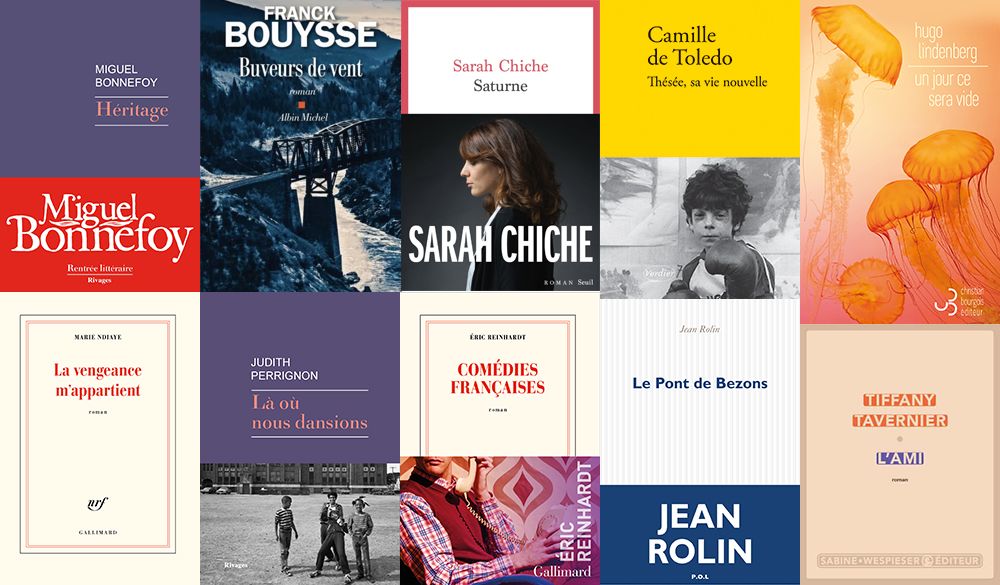 MIGUEL
BONNEFOY
Héritage
Miguel
Bonnefoy
Rentrée littéraire
Rivages
FRANCK
BOUYSSE
Buveurs de vent
roman
Albin Michel
Sarah Chiche
Saturne
SARAH CHICHE
ROMAN Seuil
Camille
de Toledo
Thésée, sa vie nouvelle
Verdier
hugo
lindenberg
un jour ce
sera vide
christian
bourgois
éditeur
MARIE NDIAYE
La vengeance
m'appartient
roman
nrf
GALLIMARD
JUDITH
PERRIGNON
Là où
nous dansions
Rivages
ÉRIC REINHARDT
COMÉDIES
FRANÇAISES
roman
ÉRIC
REINHARDT
Gallimard
Jean Rolin
Le Pont de Bezons
JEAN
ROLIN
P.O.L
TIFFANY
TAVERNIER
L'AMI
roman
SABINE•WESPIESER ÉDITEUR